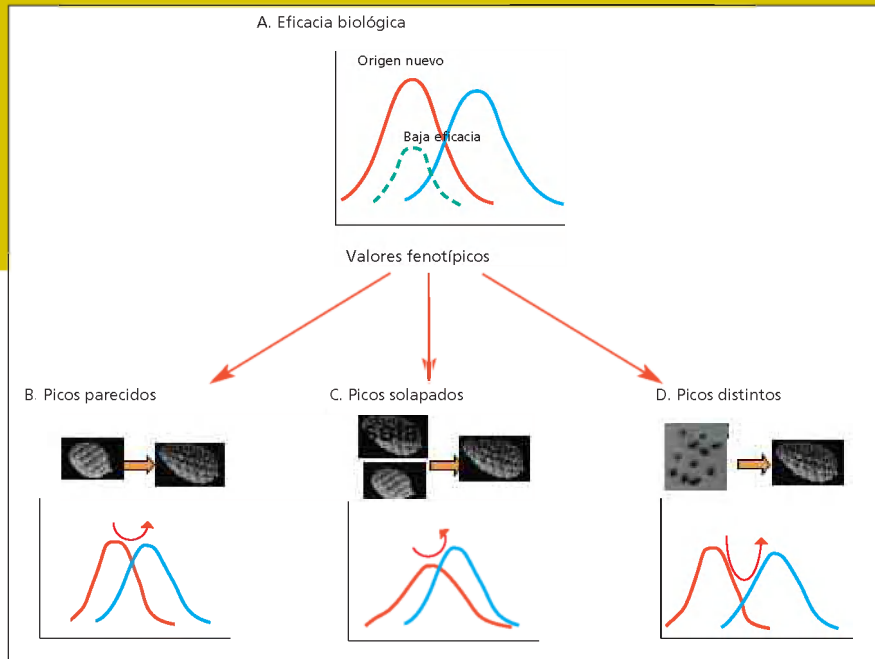 A. Eficacia biológica
Origen nuevo
Baja eficacia
Valores fenotípicos
B. Picos parecidos
C. Picos solapados
D. Picos distintos